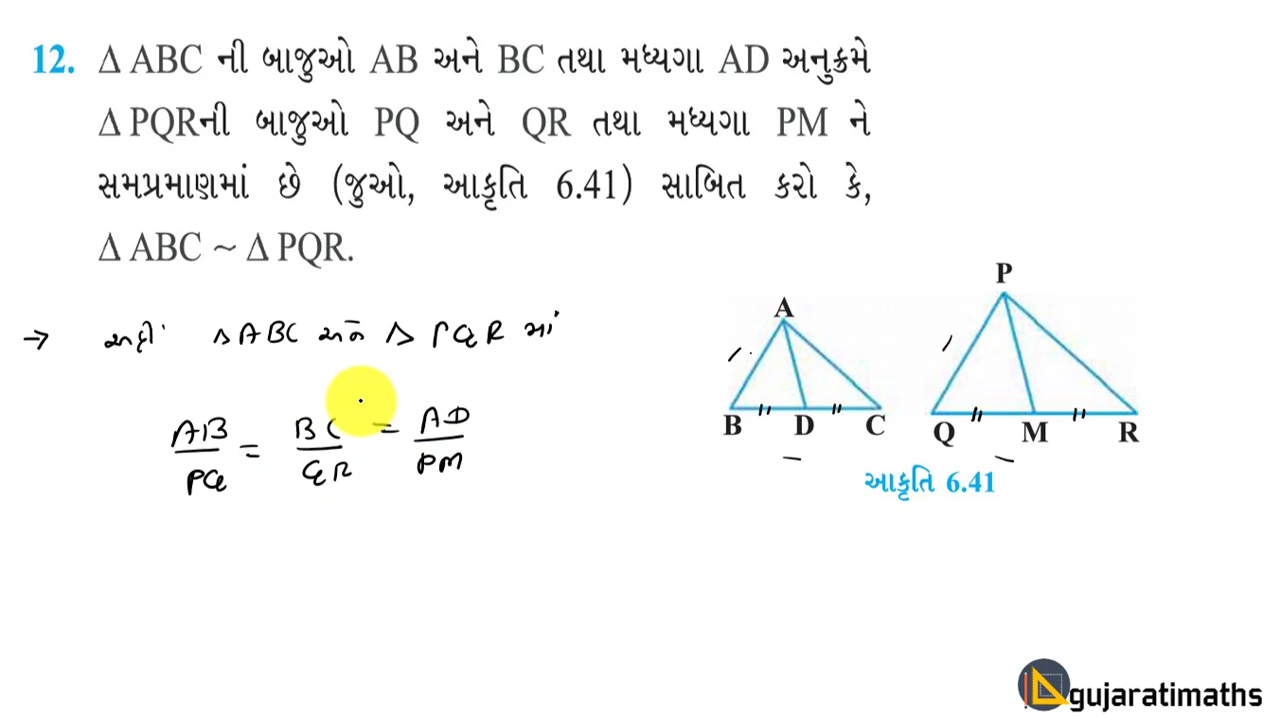 12. Δ ABC ની બાજુઓ AB અને BC તથા મધ્યગા AD અનુક્રમે
Δ PQRની બાજુઓ PQ અને QR તથા મધ્યગા PM ને
સમપ્રમાણમાં છે (જુઓ, આકૃતિ 6.41) સાબિત કરો કે,
Δ ABC ~ Δ PQR.
→ અહીં Δ ABC અને Δ PQR માં
AB/PQ = BC/QR = AD/PM
A
B D C
P
Q M R
આકૃતિ 6.41
gujaratimaths